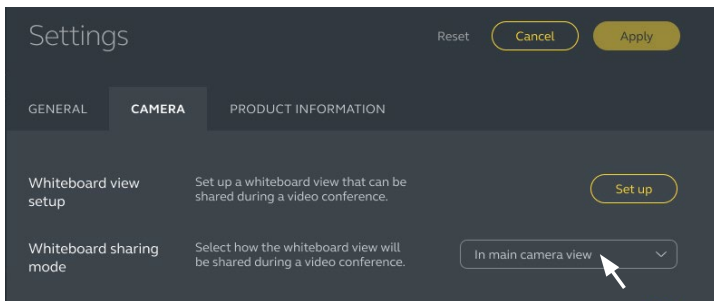 Settings
Reset
Cancel
Apply
GENERAL
CAMERA
PRODUCT INFORMATION
Whiteboard view
setup
Set up a whiteboard view that can be
shared during a video conference.
Set up
Whiteboard sharing
mode
Select how the whiteboard view will
be shared during a video conference.
In main camera view